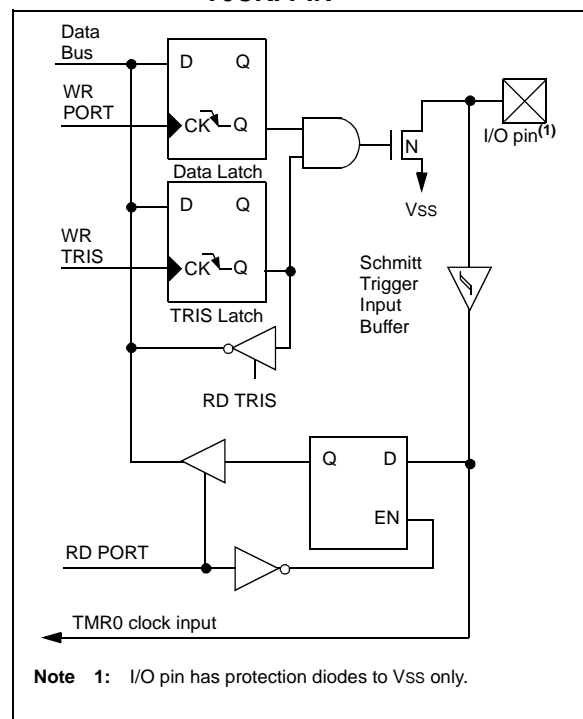 Data
Bus
D Q
WR
PORT
CK Q
Data Latch
D Q
WR
TRIS
CK Q
TRIS Latch
RD TRIS
N
VSS
I/O pin(1)
Schmitt
Trigger
Input
Buffer
Q D
EN
RD PORT
TMR0 clock input
Note 1: I/O pin has protection diodes to VSS only.